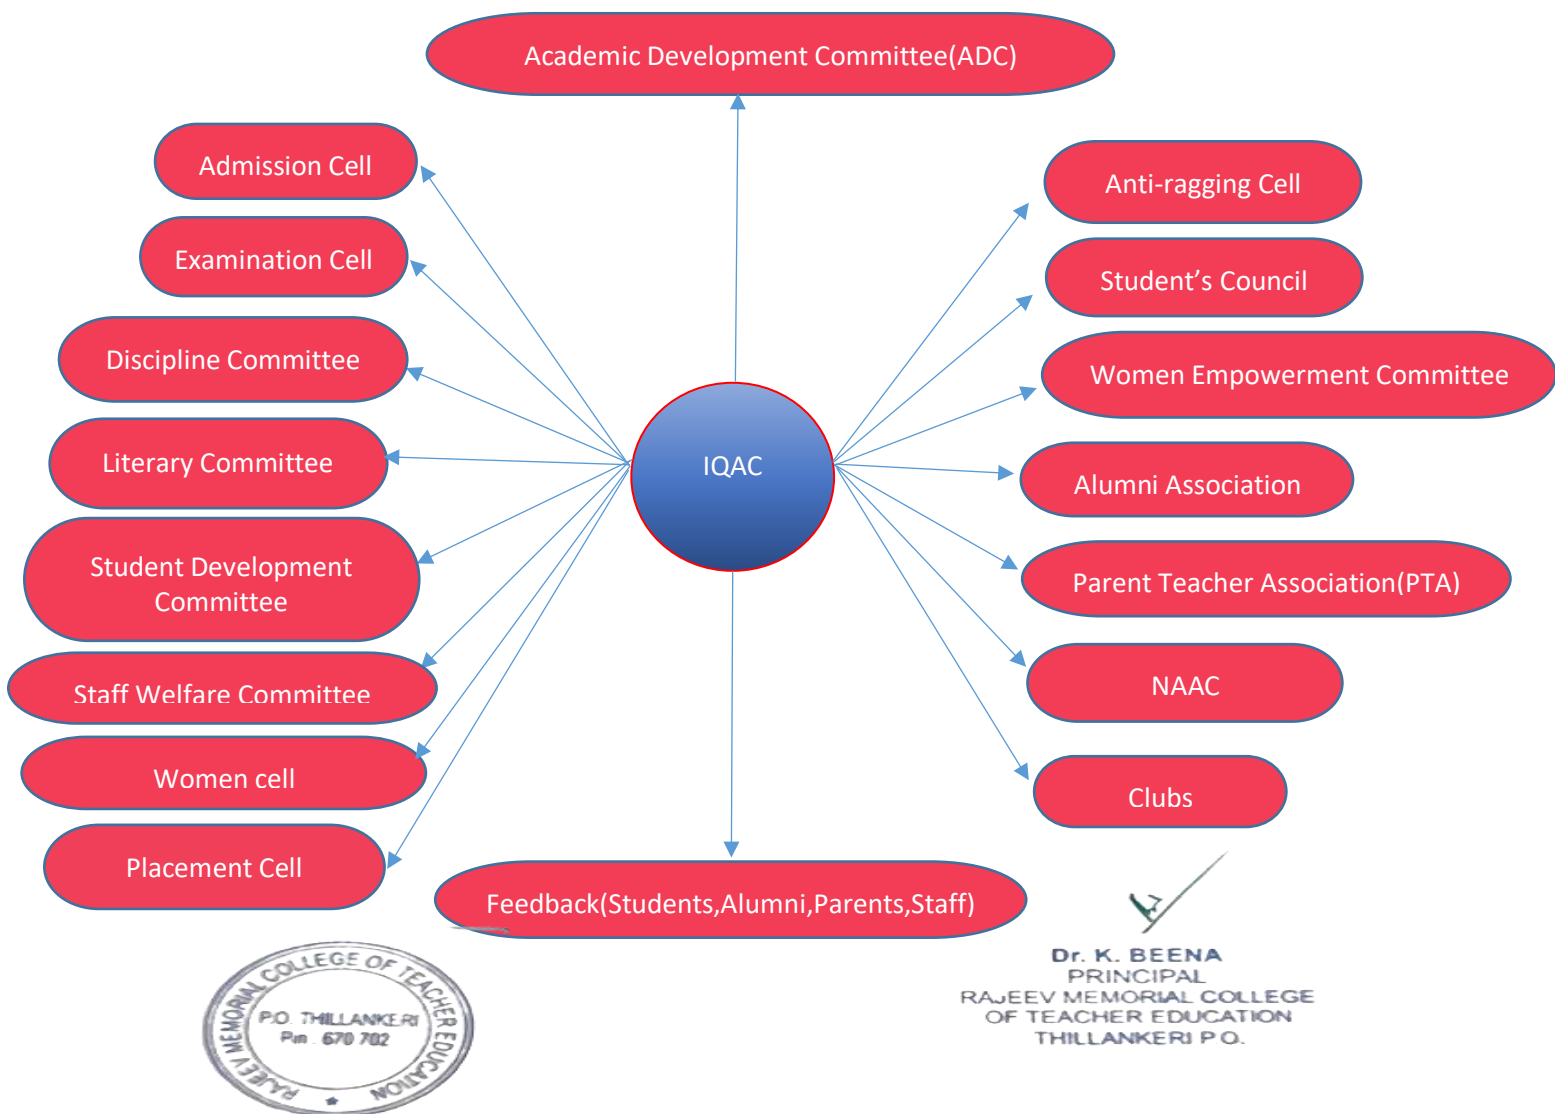 Academic Development Committee(ADC)
Admission Cell
Examination Cell
Discipline Committee
Literary Committee
Student Development
Committee
Staff Welfare Committee
Women cell
Placement Cell
IQAC
Anti-ragging Cell
Student’s Council
Women Empowerment Committee
Alumni Association
Parent Teacher Association(PTA)
NAAC
Clubs
Feedback(Students,Alumni,Parents,Staff)
RAJEEV MEMORIAL COLLEGE OF TEACHER EDUCATION
P.O. THILLANKERI
Pin . 670 702
Dr. K. BEENA
PRINCIPAL
RAJEEV MEMORIAL COLLEGE
OF TEACHER EDUCATION
THILLANKERI P O.